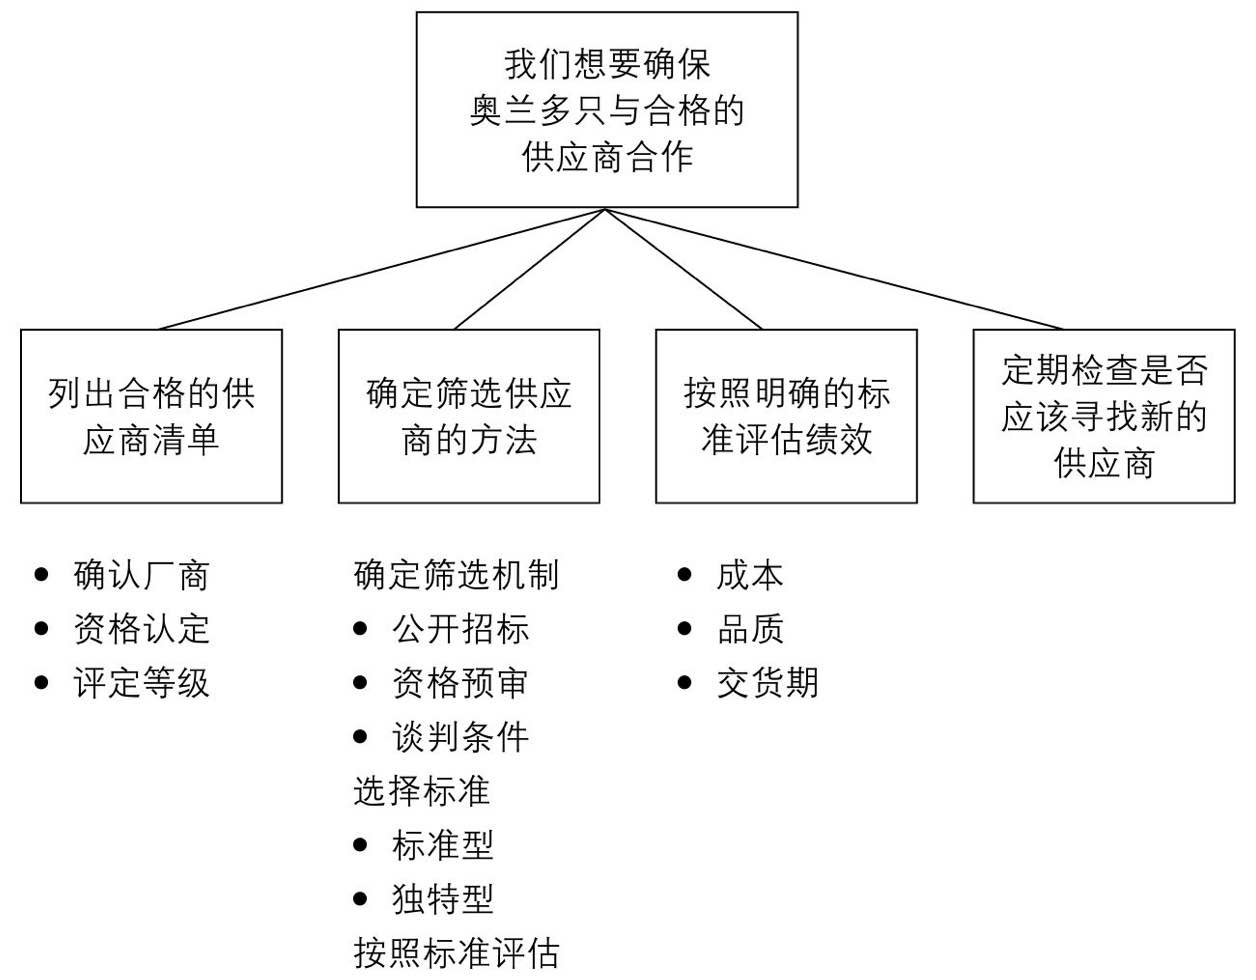 我们想要确保
奥兰多只与合格的
供应商合作
列出合格的供
应商清单
确定筛选供应
商的方法
按照明确的标
准评估绩效
定期检查是否
应该寻找新的
供应商
• 确认厂商
• 资格认定
• 评定等级
确定筛选机制
• 公开招标
• 资格预审
• 谈判条件
选择标准
• 标准型
• 独特型
按照标准评估
• 成本
• 品质
• 交货期